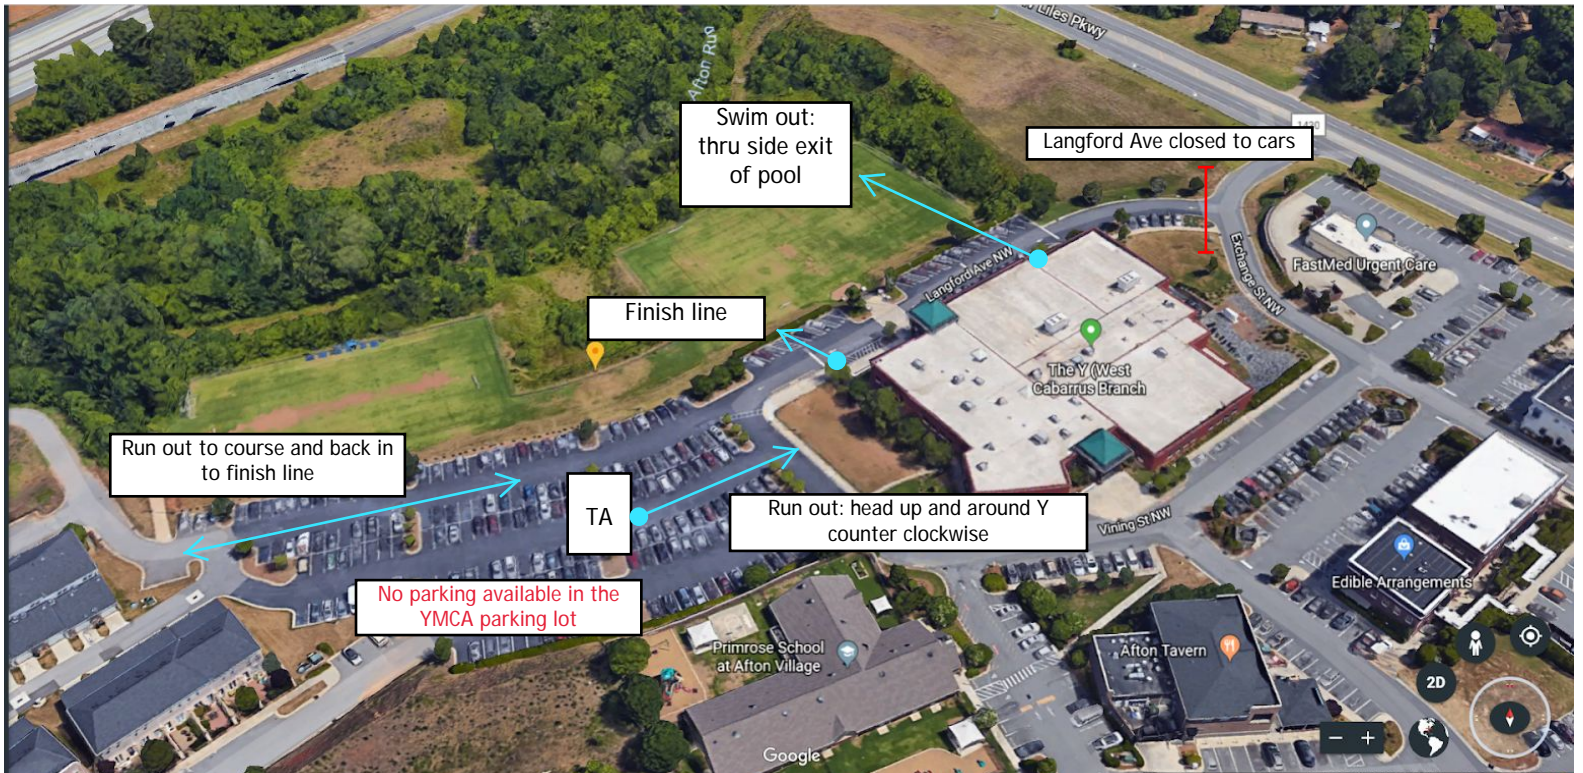 Liles Pkwy
Afton Run
Swim out:
thru side exit
of pool
1430
Langford Ave closed to cars
Langford Ave NW
Exchange St NW
FastMed Urgent Care
Finish line
The Y (West
Cabarrus Branch
Run out to course and back in
to finish line
TA
Run out: head up and around Y
counter clockwise
Vining St NW
Edible Arrangements
No parking available in the
YMCA parking lot
Primrose School
at Afton Village
Afton Tavern
2D
Google